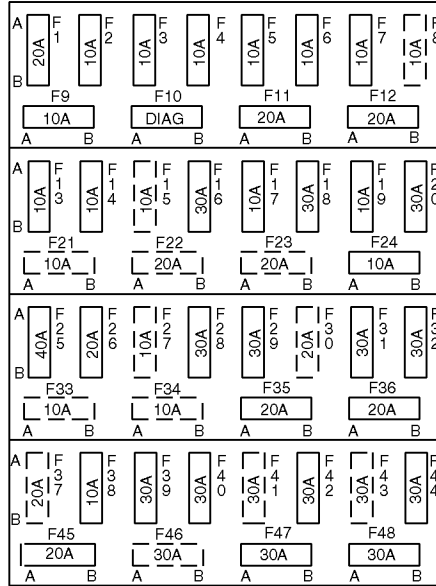 A
B
20A F1
10A F2
10A F3
10A F4
10A F5
10A F6
10A F7
10A F8
F9 F10 F11 F12
10A DIAG 20A 20A
A B A B A B A B
A
B
10A F13
10A F14
10A F15
30A F16
10A F17
30A F18
10A F19
30A F20
F21 F22 F23 F24
10A 20A 20A 10A
A B A B A B A B
A
B
40A F25
20A F26
10A F27
30A F28
30A F29
20A F30
30A F31
30A F32
F33 F34 F35 F36
10A 10A 20A 20A
A B A B A B A B
A
B
20A F37
10A F38
30A F39
30A F40
30A F41
30A F42
30A F43
30A F44
F45 F46 F47 F48
20A 30A 30A 30A
A B A B A B A B